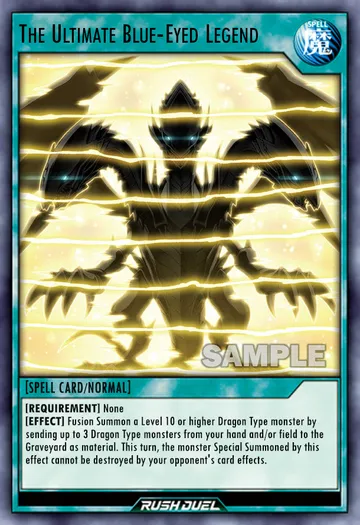 The Ultimate Blue-Eyed Legend
SPELL
魔
SAMPLE
[SPELL CARD/NORMAL]
[REQUIREMENT] None
[EFFECT] Fusion Summon a Level 10 or higher Dragon Type monster by
sending up to 3 Dragon Type monsters from your hand and/or field to the
Graveyard as material. This turn, the monster Special Summoned by this
effect cannot be destroyed by your opponent's card effects.
RUSH DUEL